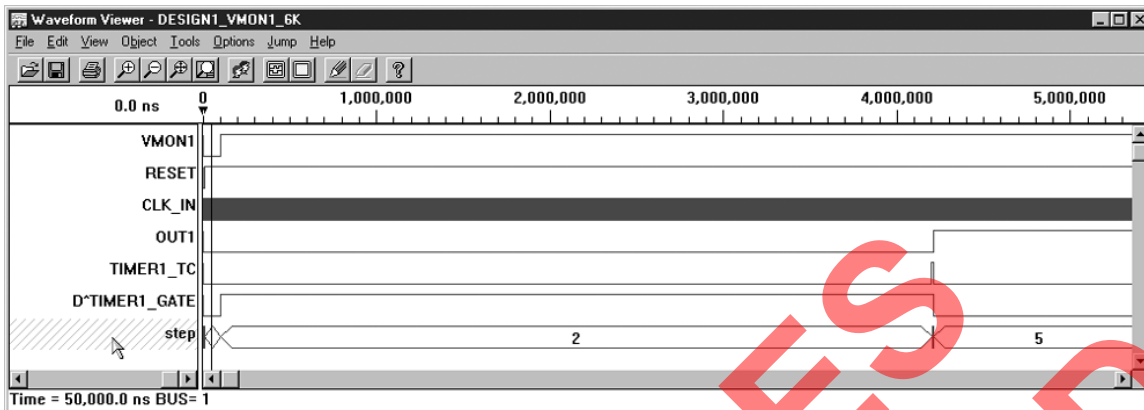 Waveform Viewer - DESIGN1_VMON1_6K
File Edit View Object Tools Options Jump Help
0.0 ns 0 1,000,000 2,000,000 3,000,000 4,000,000 5,000,000
VMON1
RESET
CLK_IN
OUT1
TIMER1_TC
D^TIMER1_GATE
step 2 5
Time = 50,000.0 ns BUS= 1